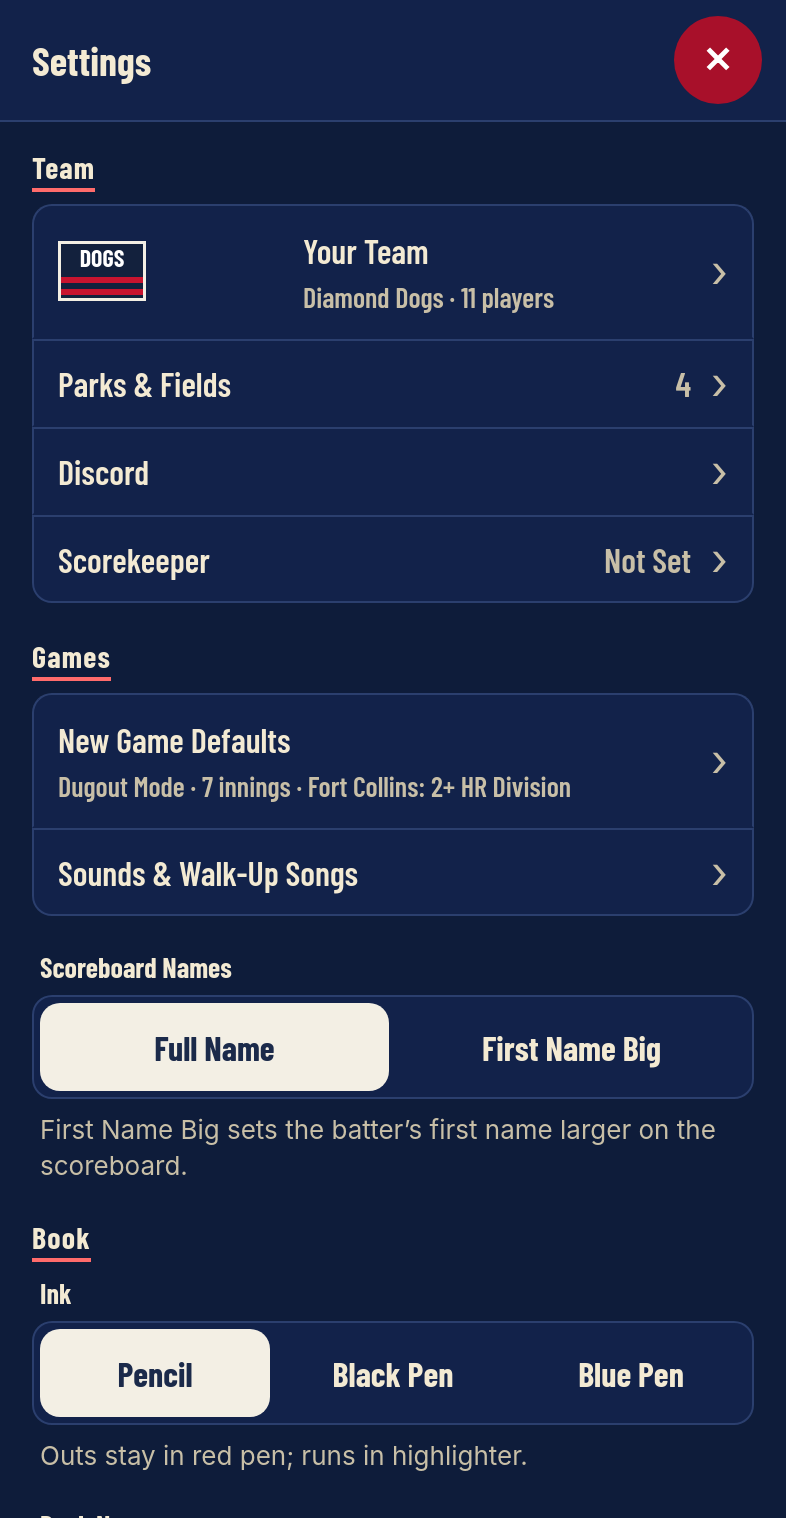 Settings
Team
DOGS
Your Team
Diamond Dogs · 11 players
Parks & Fields 4
Discord
Scorekeeper Not Set
Games
New Game Defaults
Dugout Mode · 7 innings · Fort Collins: 2+ HR Division
Sounds & Walk-Up Songs
Scoreboard Names
Full Name First Name Big
First Name Big sets the batter’s first name larger on the
scoreboard.
Book
Ink
Pencil Black Pen Blue Pen
Outs stay in red pen; runs in highlighter.